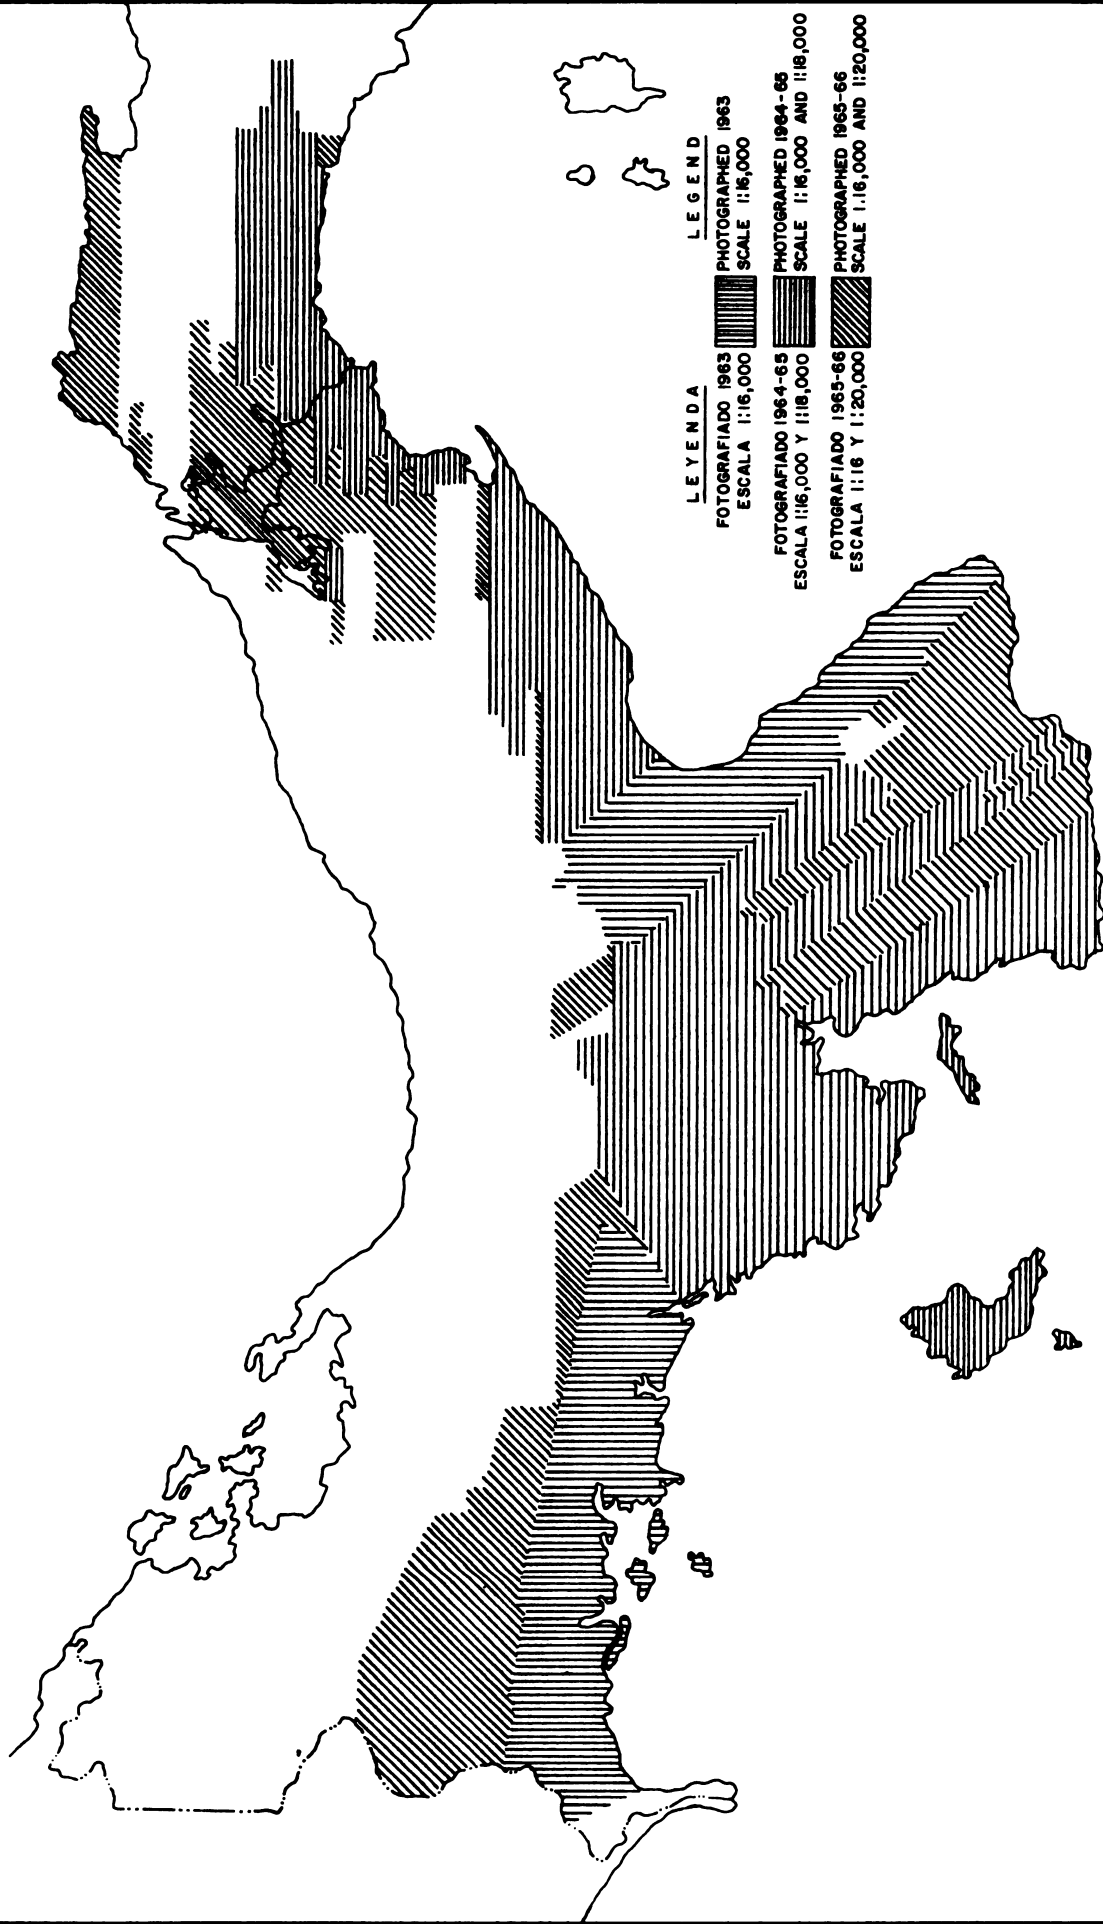 LEYENDA LEGEND
FOTOGRAFIADO 1963 PHOTOGRAPHED 1963
ESCALA 1:16,000 SCALE 1:16,000
FOTOGRAFIADO 1964-65 PHOTOGRAPHED 1964-65
ESCALA 1:16,000 Y 1:18,000 SCALE 1:16,000 AND 1:18,000
FOTOGRAFIADO 1965-66 PHOTOGRAPHED 1965-66
ESCALA 1:16 Y 1:20,000 SCALE 1.16,000 AND 1:20,000